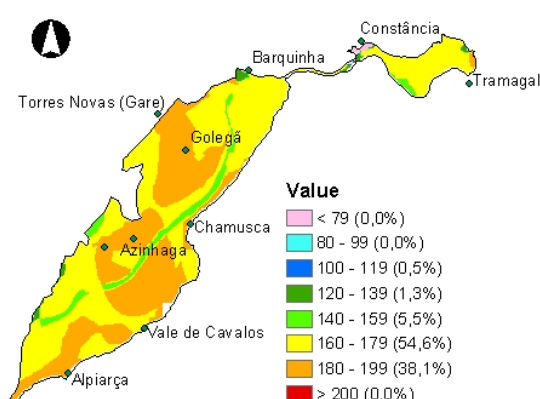 Constância
Barquinha
Tramagal
Torres Novas (Gare)
Golegã
Value
< 79 (0,0%)
Chamusca
80 - 99 (0,0%)
Azinhaga
100 - 119 (0,5%)
120 - 139 (1,3%)
140 - 159 (5,5%)
Vale de Cavalos
160 - 179 (54,6%)
180 - 199 (38,1%)
Alpiarça
> 200 (0,0%)